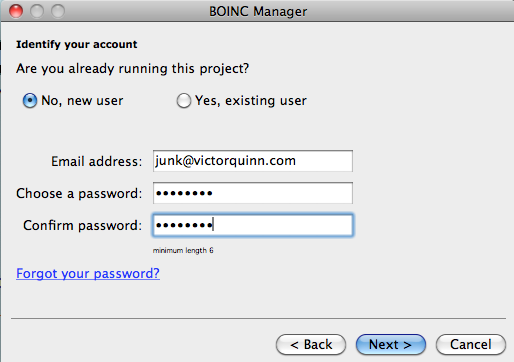 BOINC Manager
Identify your account
Are you already running this project?
No, new user Yes, existing user
Email address: junk@victorquinn.com
Choose a password: ••••••••
Confirm password: ••••••••
minimum length 6
Forgot your password?
< Back Next > Cancel